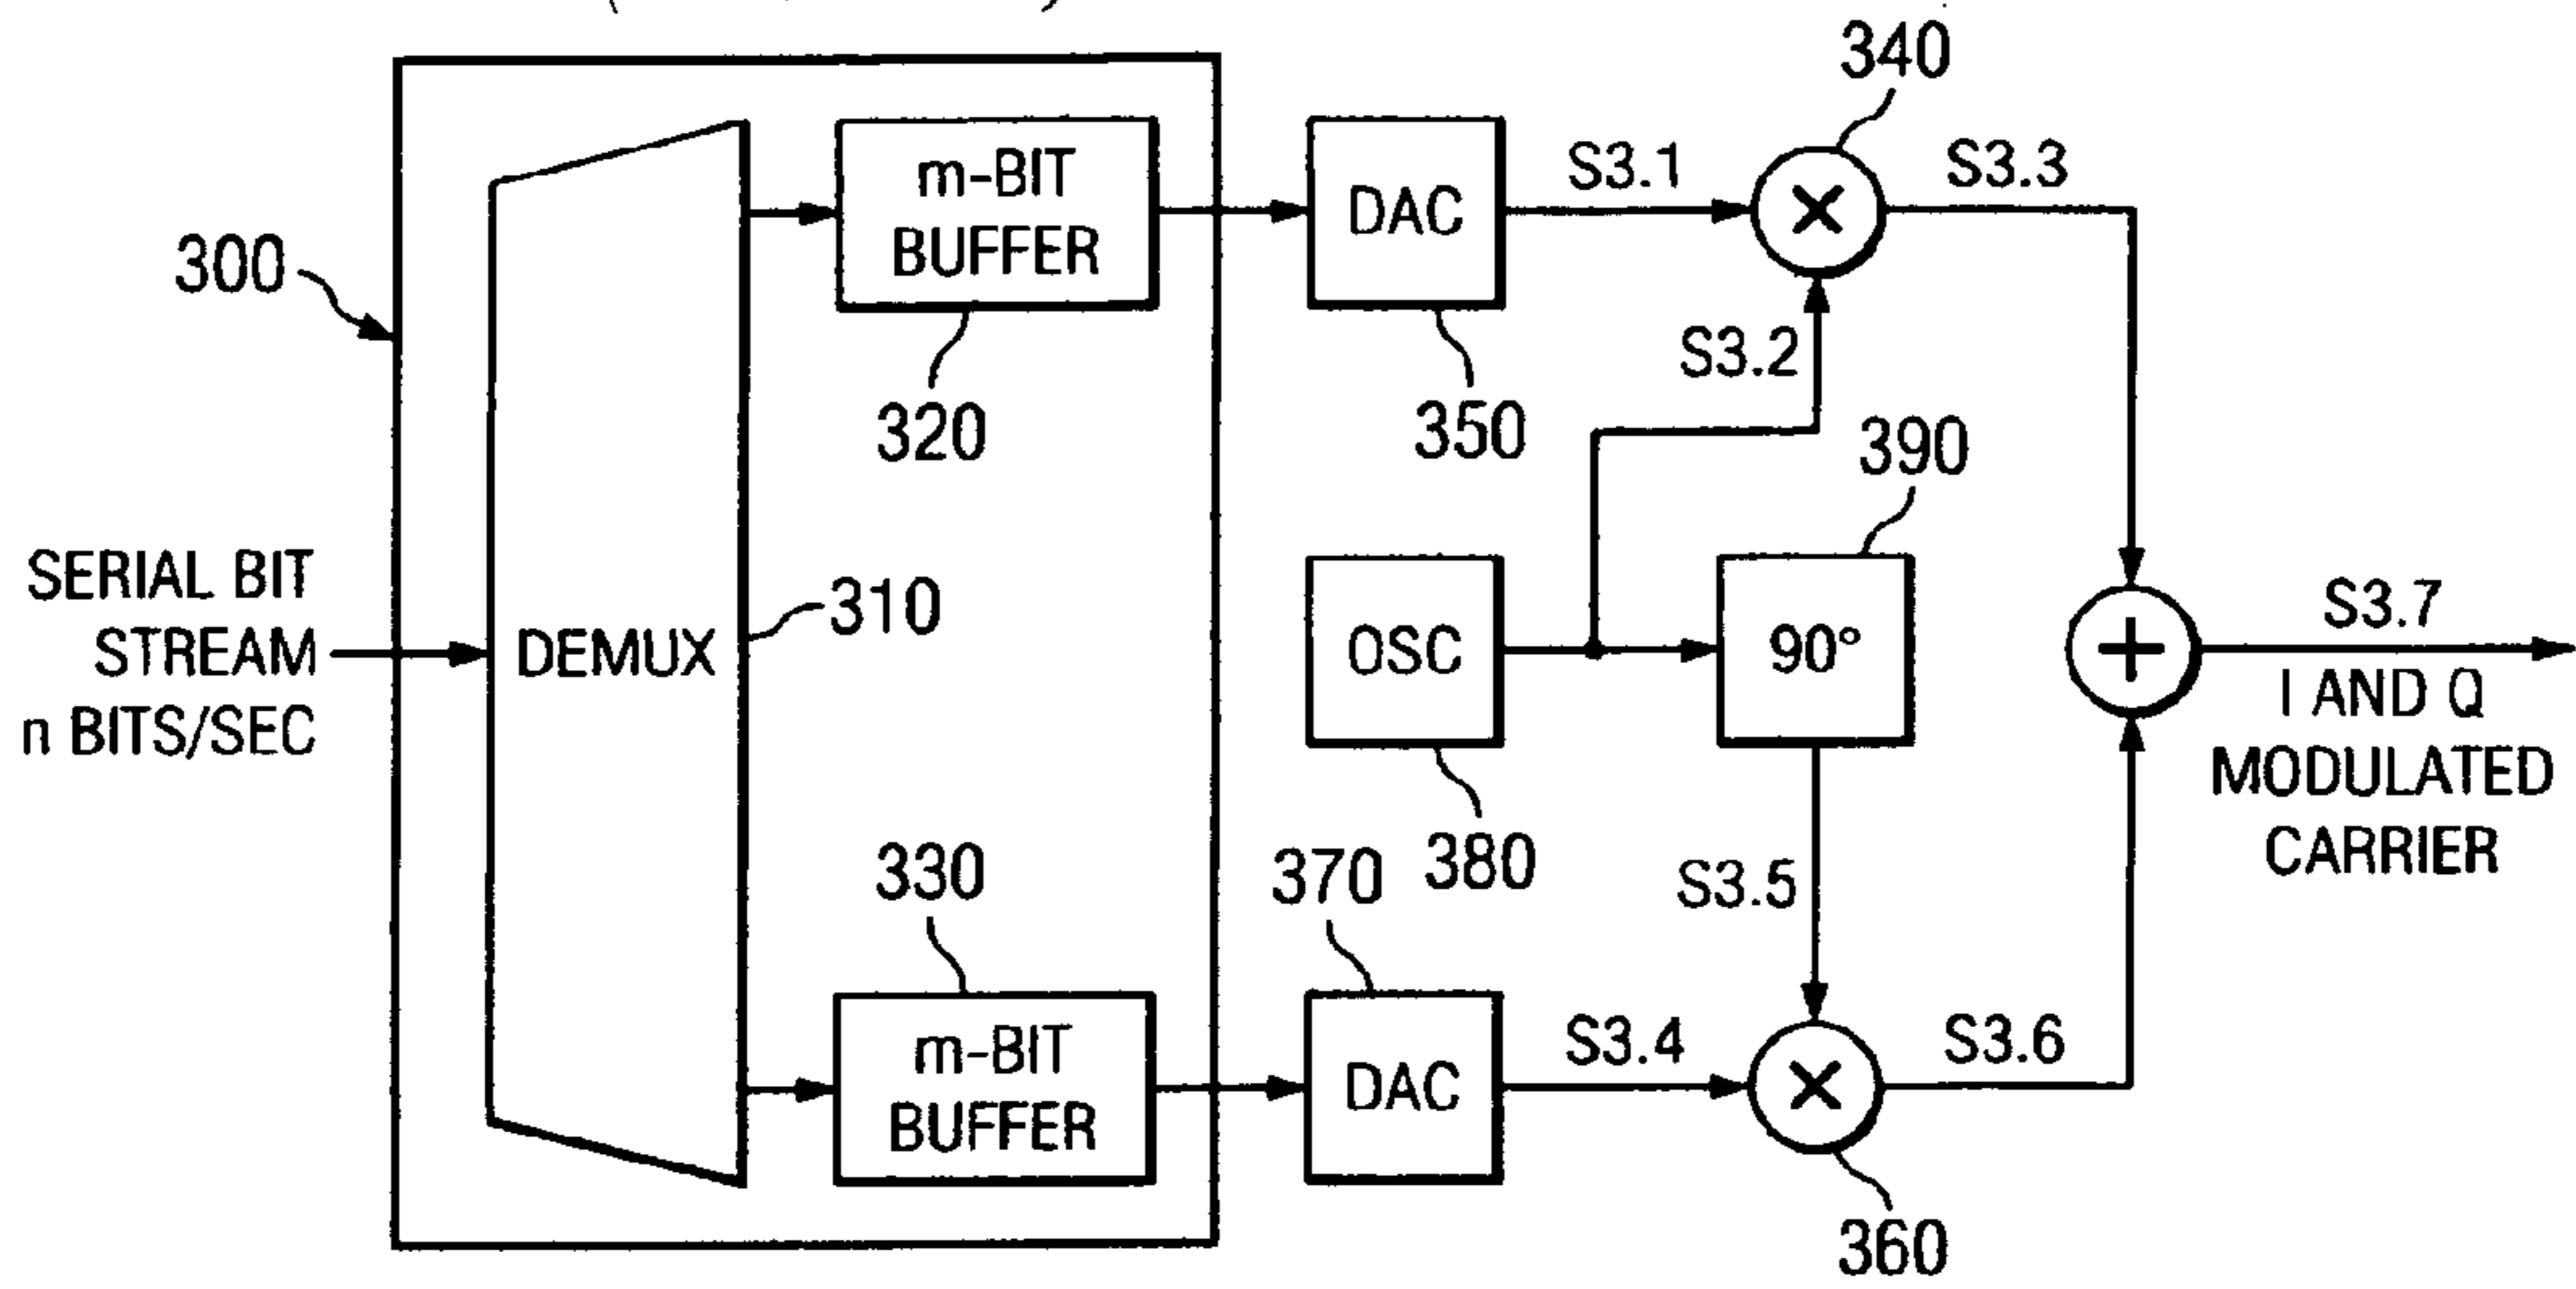 340
m-BIT
BUFFER
DAC
S3.1
S3.3
300
S3.2
320
350
390
SERIAL BIT
STREAM
n BITS/SEC
DEMUX
310
OSC
90°
S3.7
I AND Q
MODULATED
CARRIER
330
370
380
S3.5
m-BIT
BUFFER
DAC
S3.4
S3.6
360